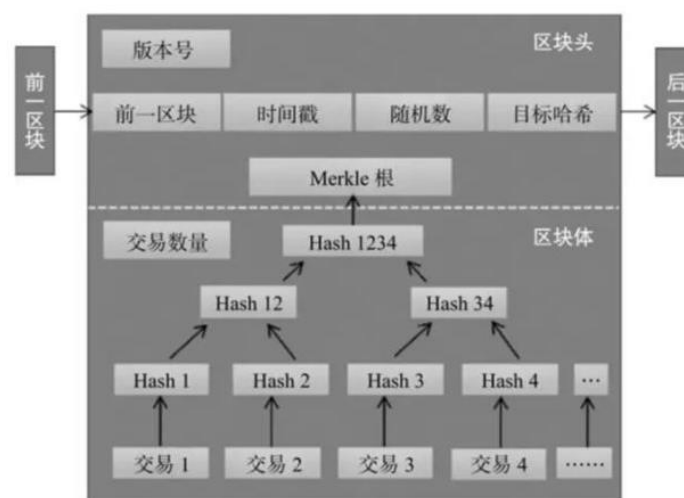 版本号
区块头
前一区块
前一区块
时间戳
随机数
目标哈希
后一区块
Merkle 根
交易数量
Hash 1234
区块体
Hash 12
Hash 34
Hash 1
Hash 2
Hash 3
Hash 4
…
交易 1
交易 2
交易 3
交易 4
……